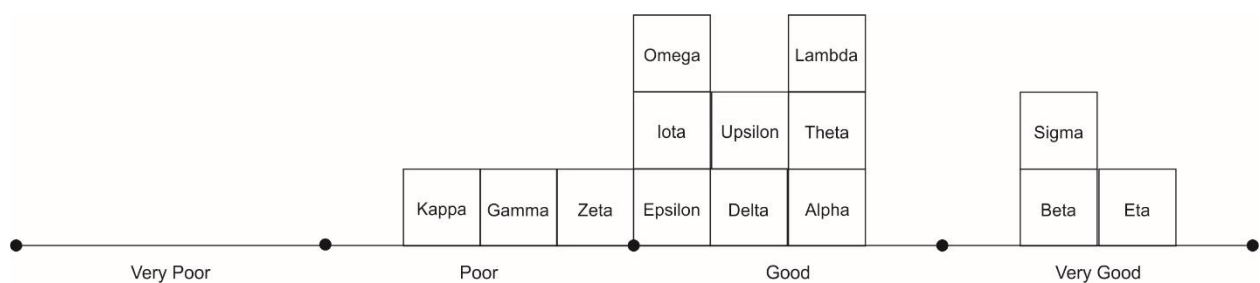 Omega Lambda
Iota Upsilon Theta Sigma
Kappa Gamma Zeta Epsilon Delta Alpha Beta Eta
Very Poor Poor Good Very Good